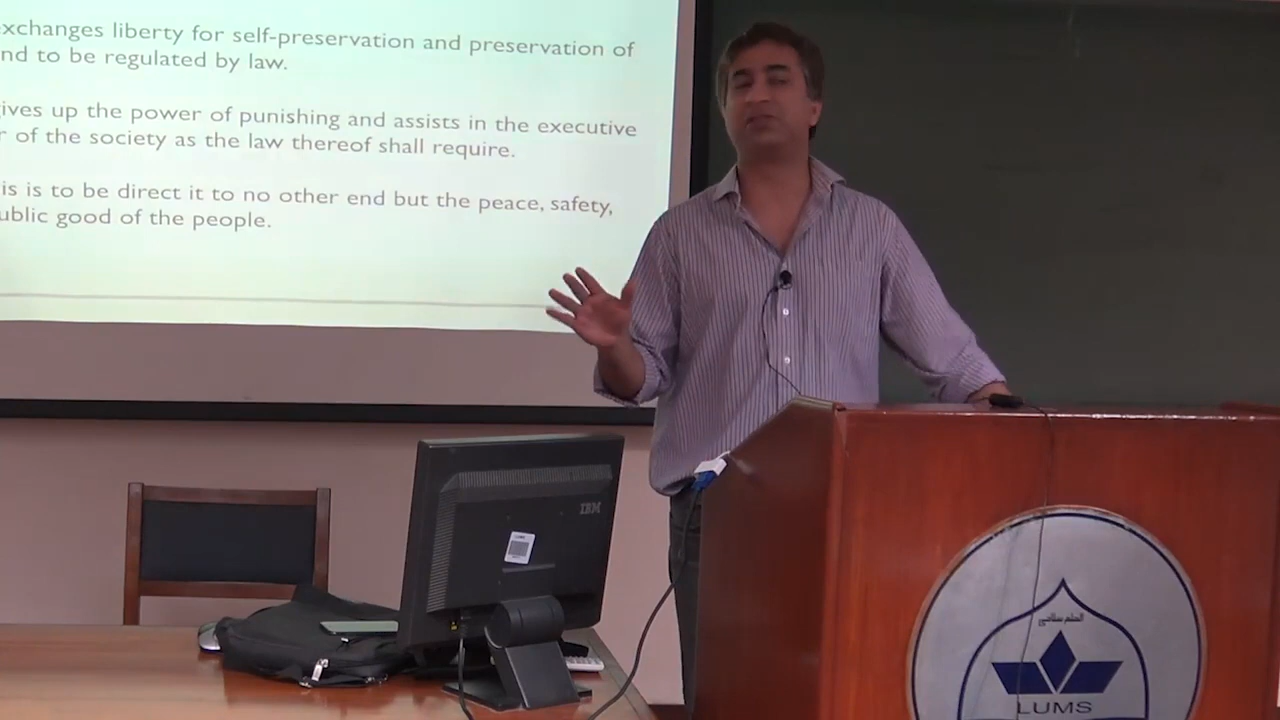 xchanges liberty for self-preservation and preservation of
nd to be regulated by law.
ives up the power of punishing and assists in the executive
r of the society as the law thereof shall require.
is is to be direct it to no other end but the peace, safety,
ublic good of the people.
IBM
LUMS